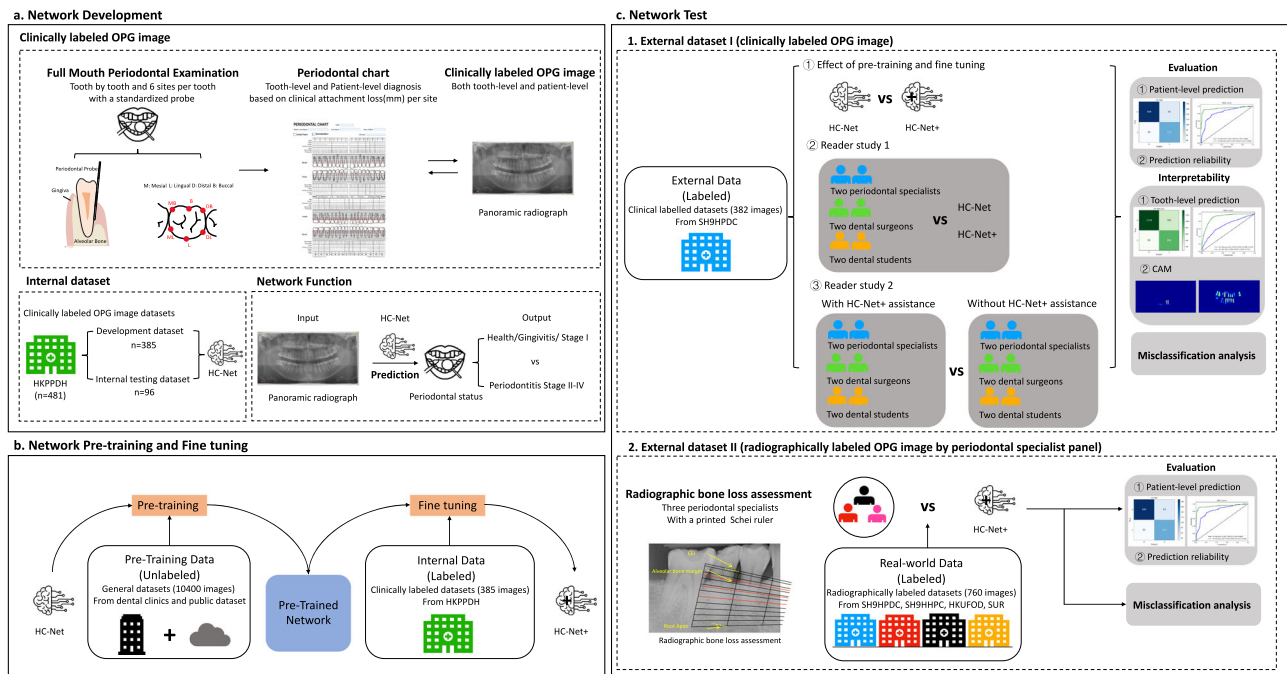 a. Network Development
Clinically labeled OPG image
Full Mouth Periodontal Examination
Tooth by tooth and 6 sites per tooth
with a standardized probe
Periodontal Probe
Gingiva
Alveolar Bone
M: Mesial L: Lingual D: Distal B: Buccal
MB
B
DB
ML
L
DL
Periodontal chart
Tooth-level and Patient-level diagnosis
based on clinical attachment loss(mm) per site
PERIODONTAL CHART
Clinically labeled OPG image
Both tooth-level and patient-level
Panoramic radiograph
Internal dataset
Clinically labeled OPG image datasets
HKPPDH
(n=481)
Development dataset
n=385
Internal testing dataset
n=96
HC-Net
Network Function
Input
Panoramic radiograph
HC-Net
Prediction
Periodontal status
Output
Health/Gingivitis/ Stage I
vs
Periodontitis Stage II-IV
b. Network Pre-training and Fine tuning
HC-Net
Pre-training
Pre-Training Data
(Unlabeled)
General datasets (10400 images)
From dental clinics and public dataset
+
Pre-Trained
Network
Fine tuning
Internal Data
(Labeled)
Clinically labeled datasets (385 images)
From HKPPDH
HC-Net+
c. Network Test
1. External dataset I (clinically labeled OPG image)
External Data
(Labeled)
Clinical labelled datasets (382 images)
From SH9HPDC
① Effect of pre-training and fine tuning
HC-Net
VS
HC-Net+
② Reader study 1
Two periodontal specialists
Two dental surgeons
Two dental students
VS
HC-Net
HC-Net+
③ Reader study 2
With HC-Net+ assistance
Two periodontal specialists
Two dental surgeons
Two dental students
VS
Without HC-Net+ assistance
Two periodontal specialists
Two dental surgeons
Two dental students
Evaluation
① Patient-level prediction
② Prediction reliability
Interpretability
① Tooth-level prediction
② CAM
Misclassification analysis
2. External dataset II (radiographically labeled OPG image by periodontal specialist panel)
Radiographic bone loss assessment
Three periodontal specialists
With a printed Schei ruler
CEJ
Alveolar Bone margin
Root Apex
Radiographic bone loss assessment
VS
HC-Net+
Real-world Data
(Labeled)
Radiographically labeled datasets (760 images)
From SH9HPDC, SH9HHPC, HKUFOD, SUR
Evaluation
① Patient-level prediction
② Prediction reliability
Misclassification analysis